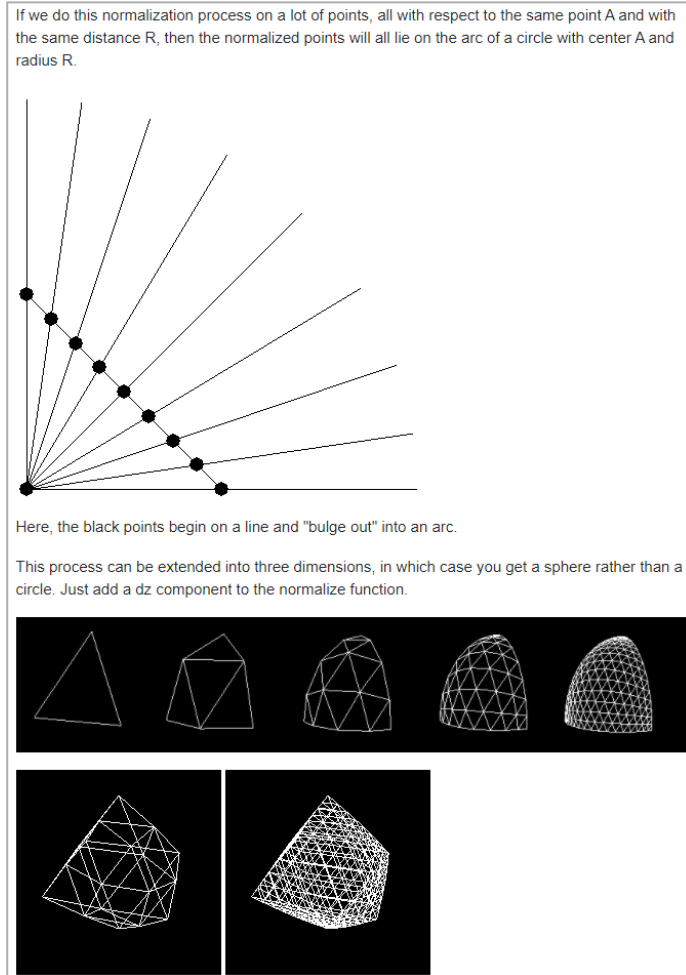 If we do this normalization process on a lot of points, all with respect to the same point A and with
the same distance R, then the normalized points will all lie on the arc of a circle with center A and
radius R.
Here, the black points begin on a line and "bulge out" into an arc.
This process can be extended into three dimensions, in which case you get a sphere rather than a
circle. Just add a dz component to the normalize function.